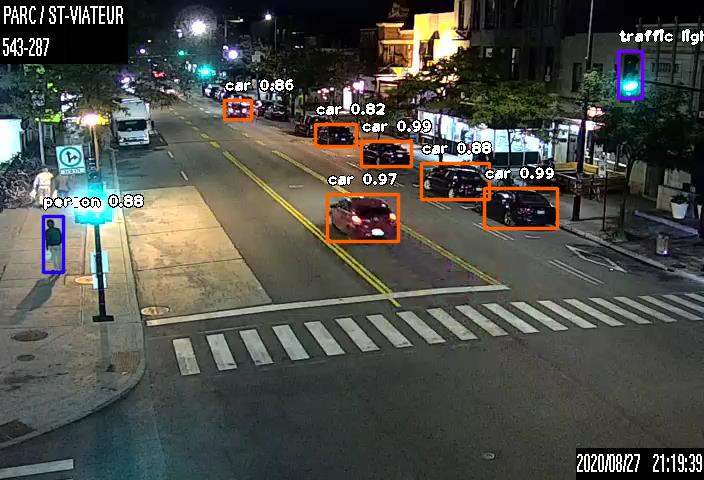 PARC / ST-VIATEUR
543-287
traffic ligh
car 0.86
car 0.82
car 0.99
car 0.88
car 0.99
car 0.97
person 0.88
2020/08/27 21:19:39